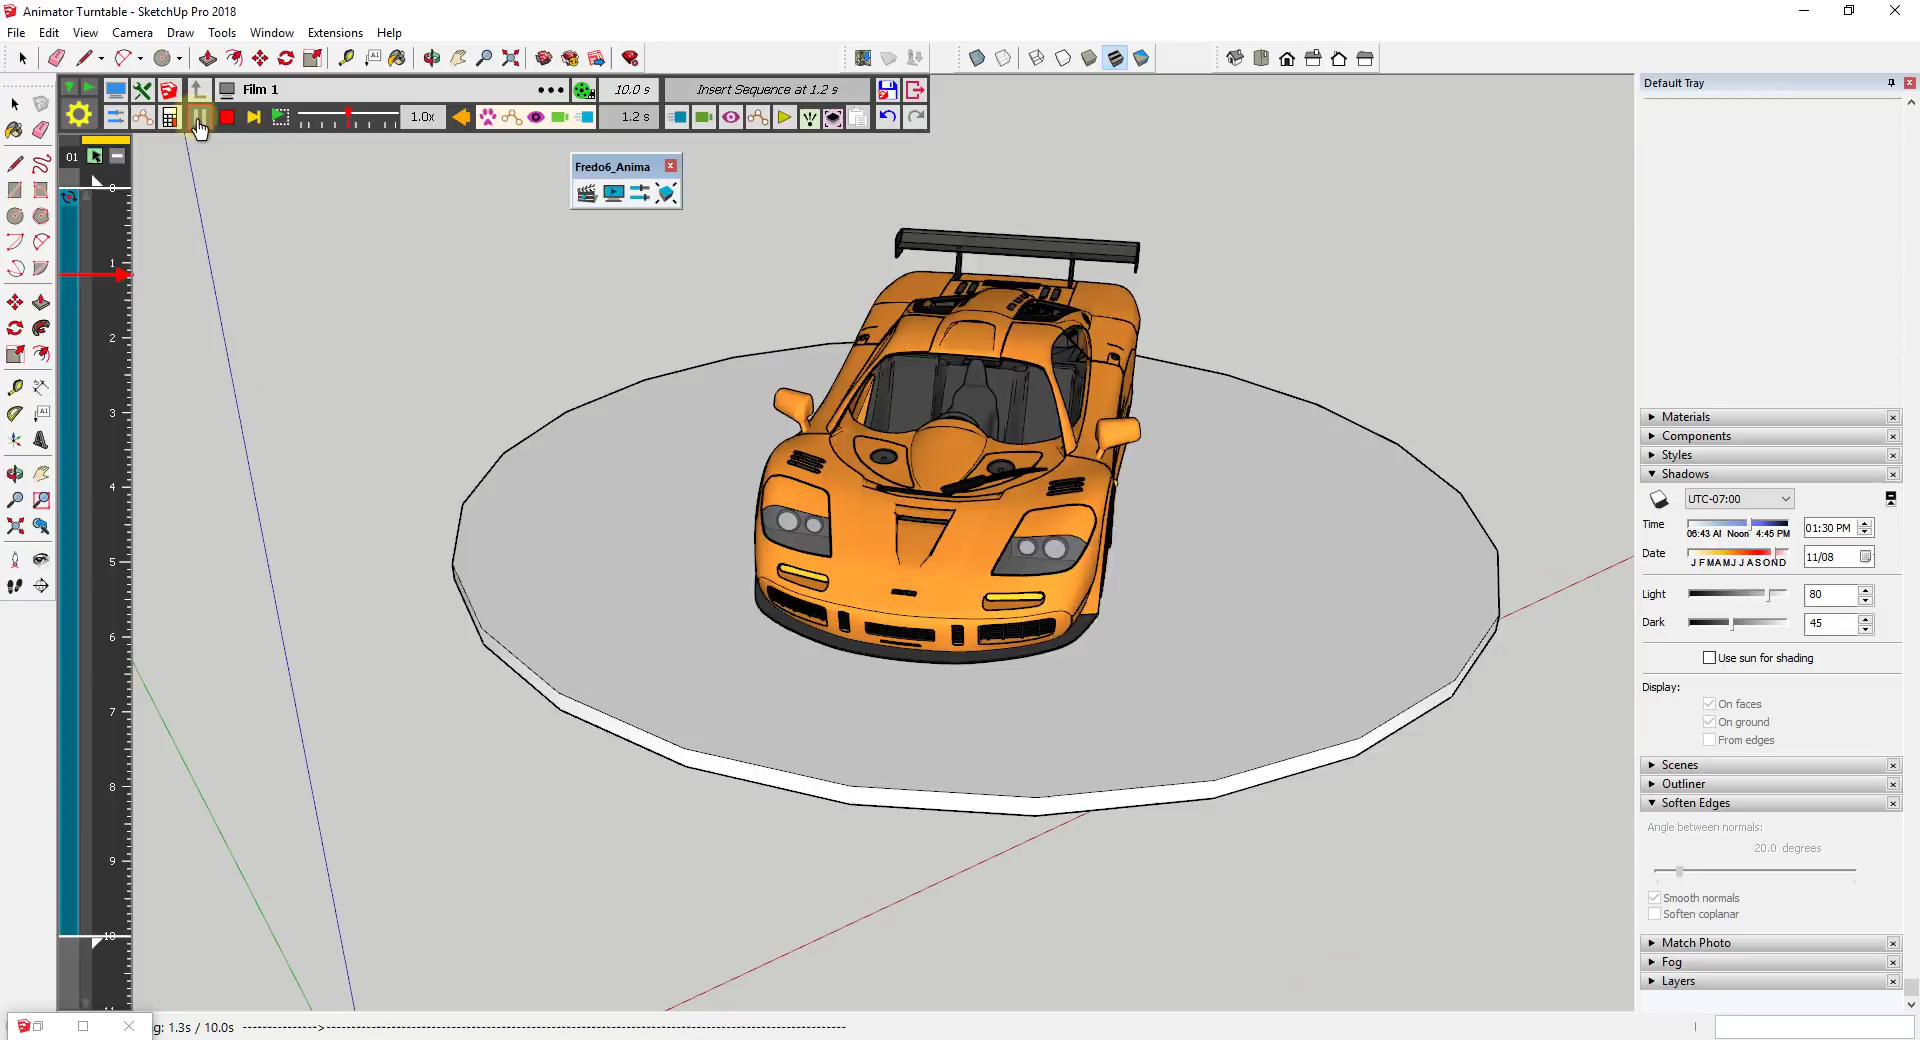 Animator Turntable - SketchUp Pro 2018
File Edit View Camera Draw Tools Window Extensions Help
Film 1
10.0 s
Insert Sequence at 1.2 s
1.0x
1.2 s
Default Tray
01
Fredo6_Anima
0
1
2
3
4
5
6
7
8
9
10
Materials
Components
Styles
Shadows
UTC-07:00
Time
01:30 PM
06:43 AI Noon 4:45 PM
Date
11/08
J F M A M J J A S O N D
Light
80
Dark
45
Use sun for shading
Display:
On faces
On ground
From edges
Scenes
Outliner
Soften Edges
Angle between normals:
20.0 degrees
Smooth normals
Soften coplanar
Match Photo
Fog
Layers
g: 1.3s / 10.0s --------------->----------------------------------------------------------------------------------------------------